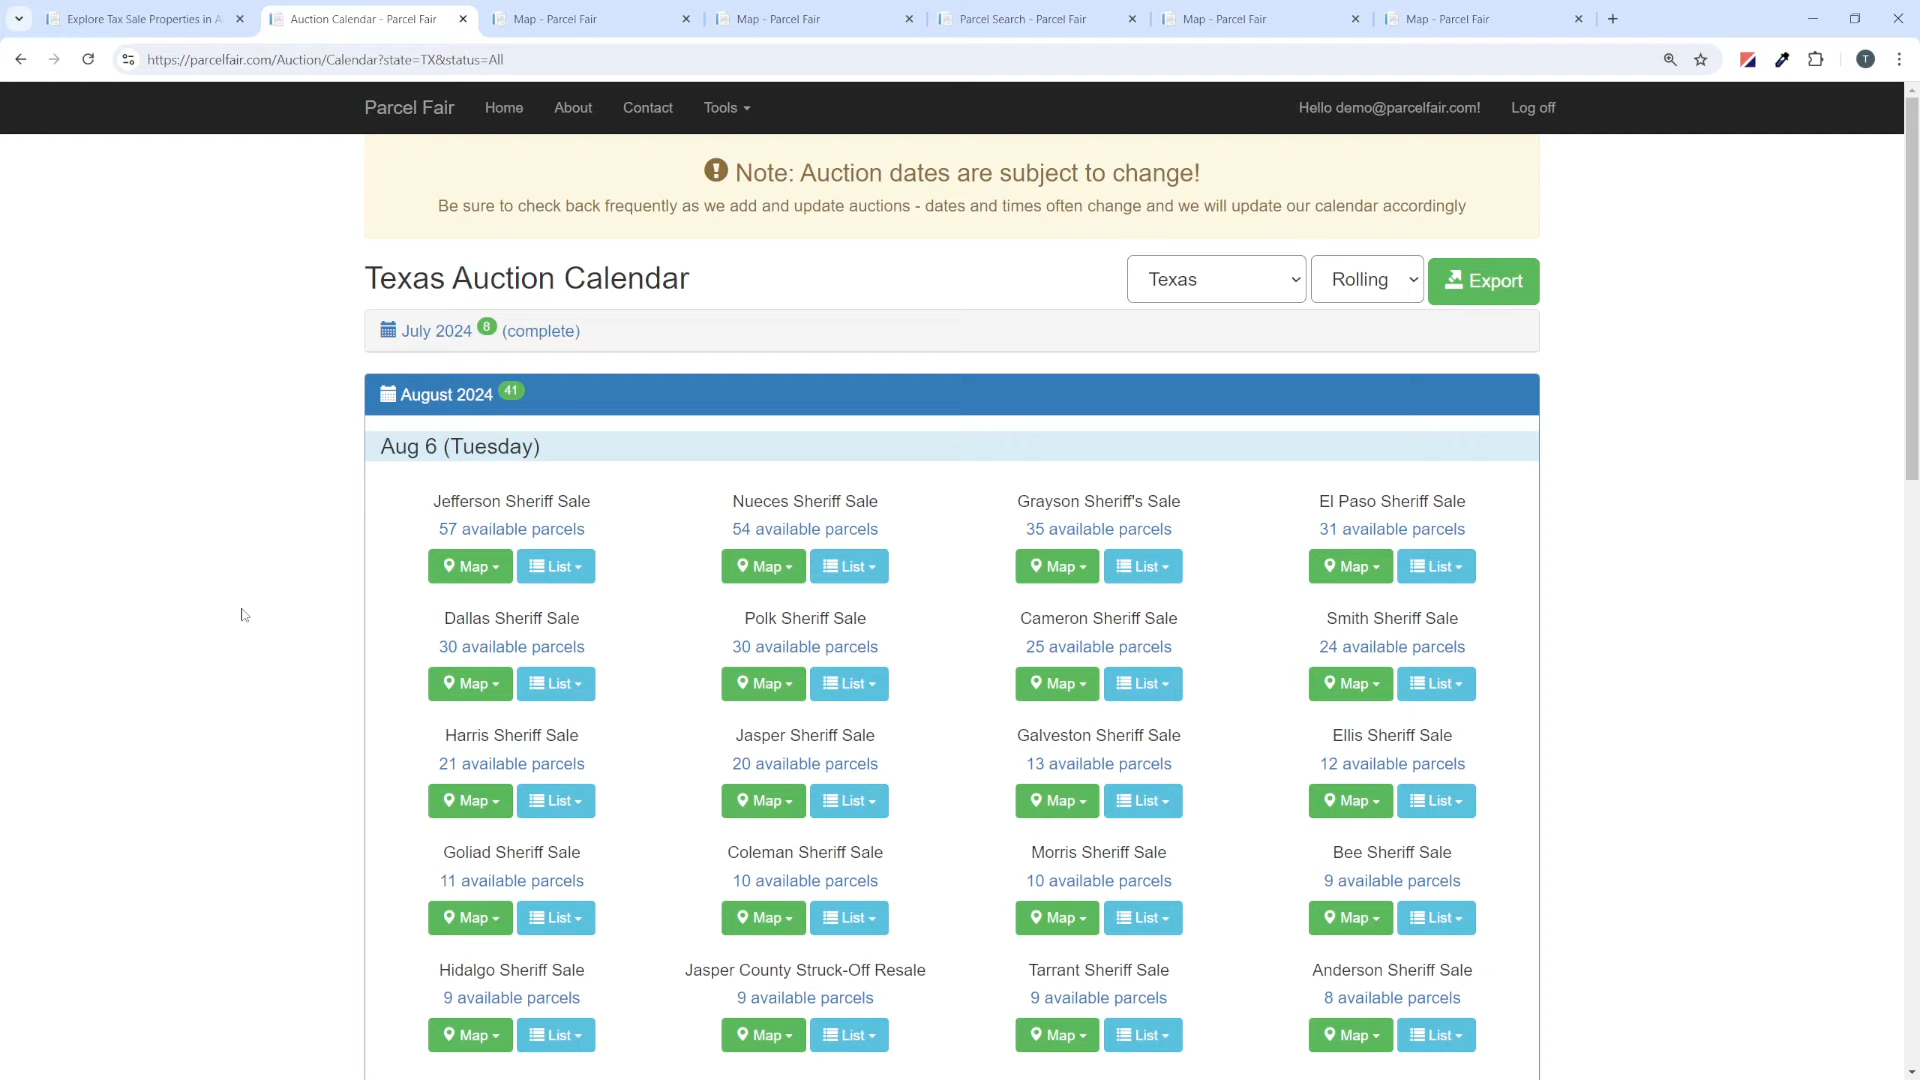 Explore Tax Sale Properties in A
Auction Calendar - Parcel Fair
Map - Parcel Fair
Map - Parcel Fair
Parcel Search - Parcel Fair
Map - Parcel Fair
Map - Parcel Fair
https://parcelfair.com/Auction/Calendar?state=TX&status=All
T
Parcel Fair Home About Contact Tools Hello demo@parcelfair.com! Log off
Note: Auction dates are subject to change!
Be sure to check back frequently as we add and update auctions - dates and times often change and we will update our calendar accordingly
Texas Auction Calendar Texas Rolling Export
July 2024 8 (complete)
August 2024 41
Aug 6 (Tuesday)
Jefferson Sheriff Sale Nueces Sheriff Sale Grayson Sheriff's Sale El Paso Sheriff Sale
57 available parcels 54 available parcels 35 available parcels 31 available parcels
Map List Map List Map List Map List
Dallas Sheriff Sale Polk Sheriff Sale Cameron Sheriff Sale Smith Sheriff Sale
30 available parcels 30 available parcels 25 available parcels 24 available parcels
Map List Map List Map List Map List
Harris Sheriff Sale Jasper Sheriff Sale Galveston Sheriff Sale Ellis Sheriff Sale
21 available parcels 20 available parcels 13 available parcels 12 available parcels
Map List Map List Map List Map List
Goliad Sheriff Sale Coleman Sheriff Sale Morris Sheriff Sale Bee Sheriff Sale
11 available parcels 10 available parcels 10 available parcels 9 available parcels
Map List Map List Map List Map List
Hidalgo Sheriff Sale Jasper County Struck-Off Resale Tarrant Sheriff Sale Anderson Sheriff Sale
9 available parcels 9 available parcels 9 available parcels 8 available parcels
Map List Map List Map List Map List